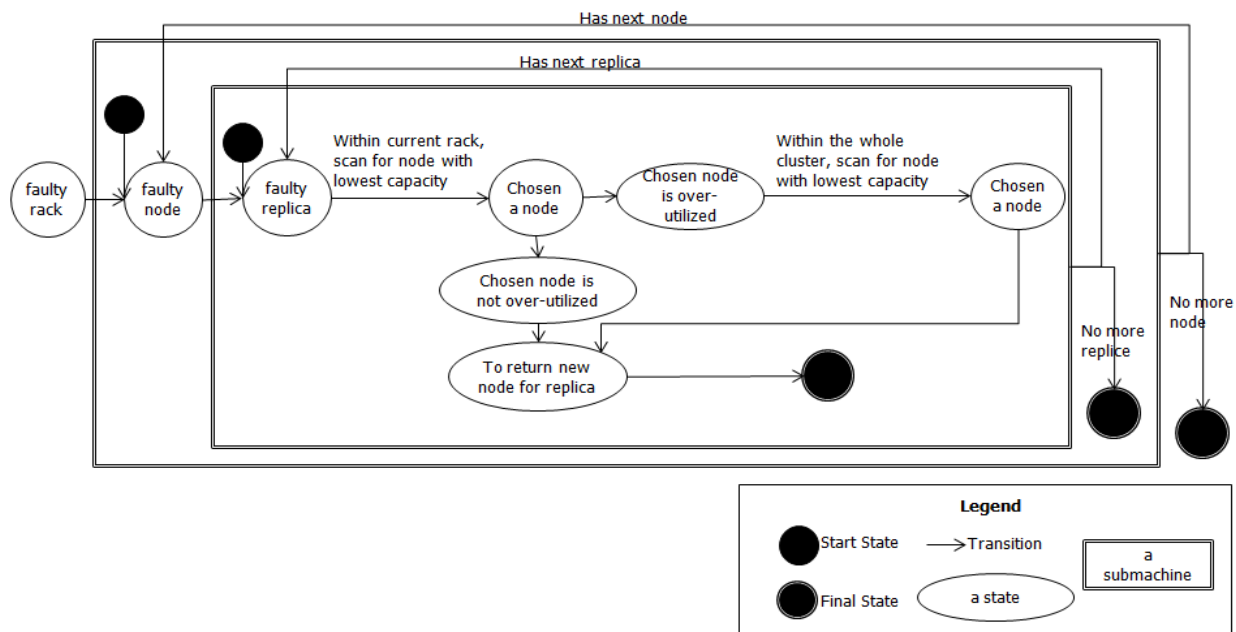 Has next node
Has next replica
Within current rack,
scan for node with
lowest capacity
Within the whole
cluster, scan for node
with lowest capacity
faulty
rack
faulty
node
faulty
replica
Chosen
a node
Chosen node
is over-
utilized
Chosen
a node
Chosen node is
not over-utilized
No more
node
No more
replice
To return new
node for replica
Legend
Start State
Transition
a
submachine
Final State
a state